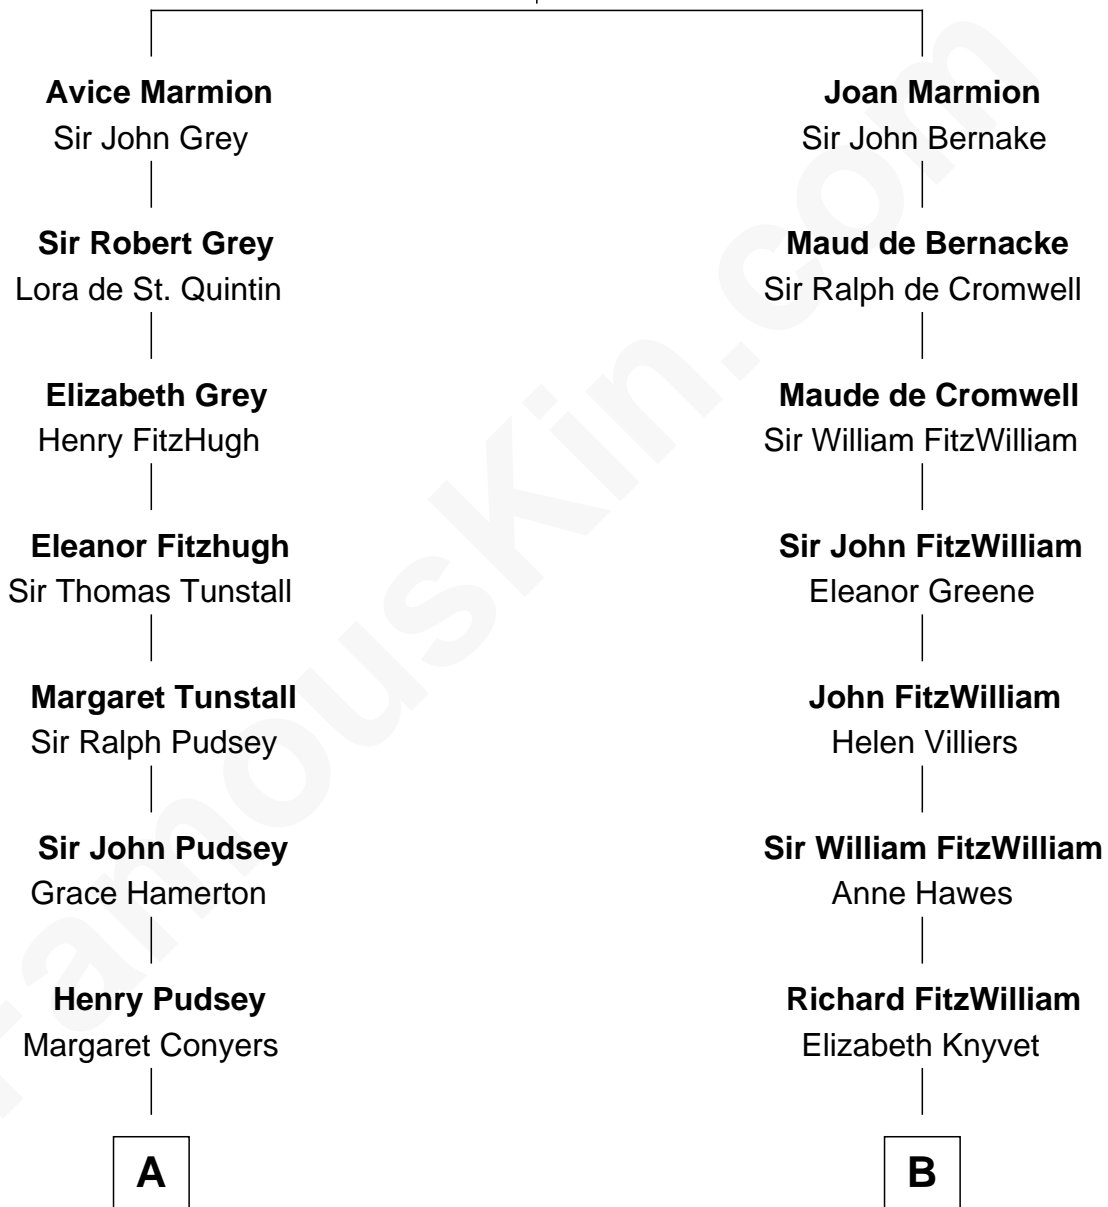 Avice Marmion
Sir John Grey
Sir Robert Grey
Lora de St. Quintin
Elizabeth Grey
Henry FitzHugh
Eleanor Fitzhugh
Sir Thomas Tunstall
Margaret Tunstall
Sir Ralph Pudsey
Sir John Pudsey
Grace Hamerton
Henry Pudsey
Margaret Conyers
A
Joan Marmion
Sir John Bernake
Maud de Bernacke
Sir Ralph de Cromwell
Maude de Cromwell
Sir William FitzWilliam
Sir John FitzWilliam
Eleanor Greene
John FitzWilliam
Helen Villiers
Sir William FitzWilliam
Anne Hawes
Richard FitzWilliam
Elizabeth Knyvet
B
FamousKin.com